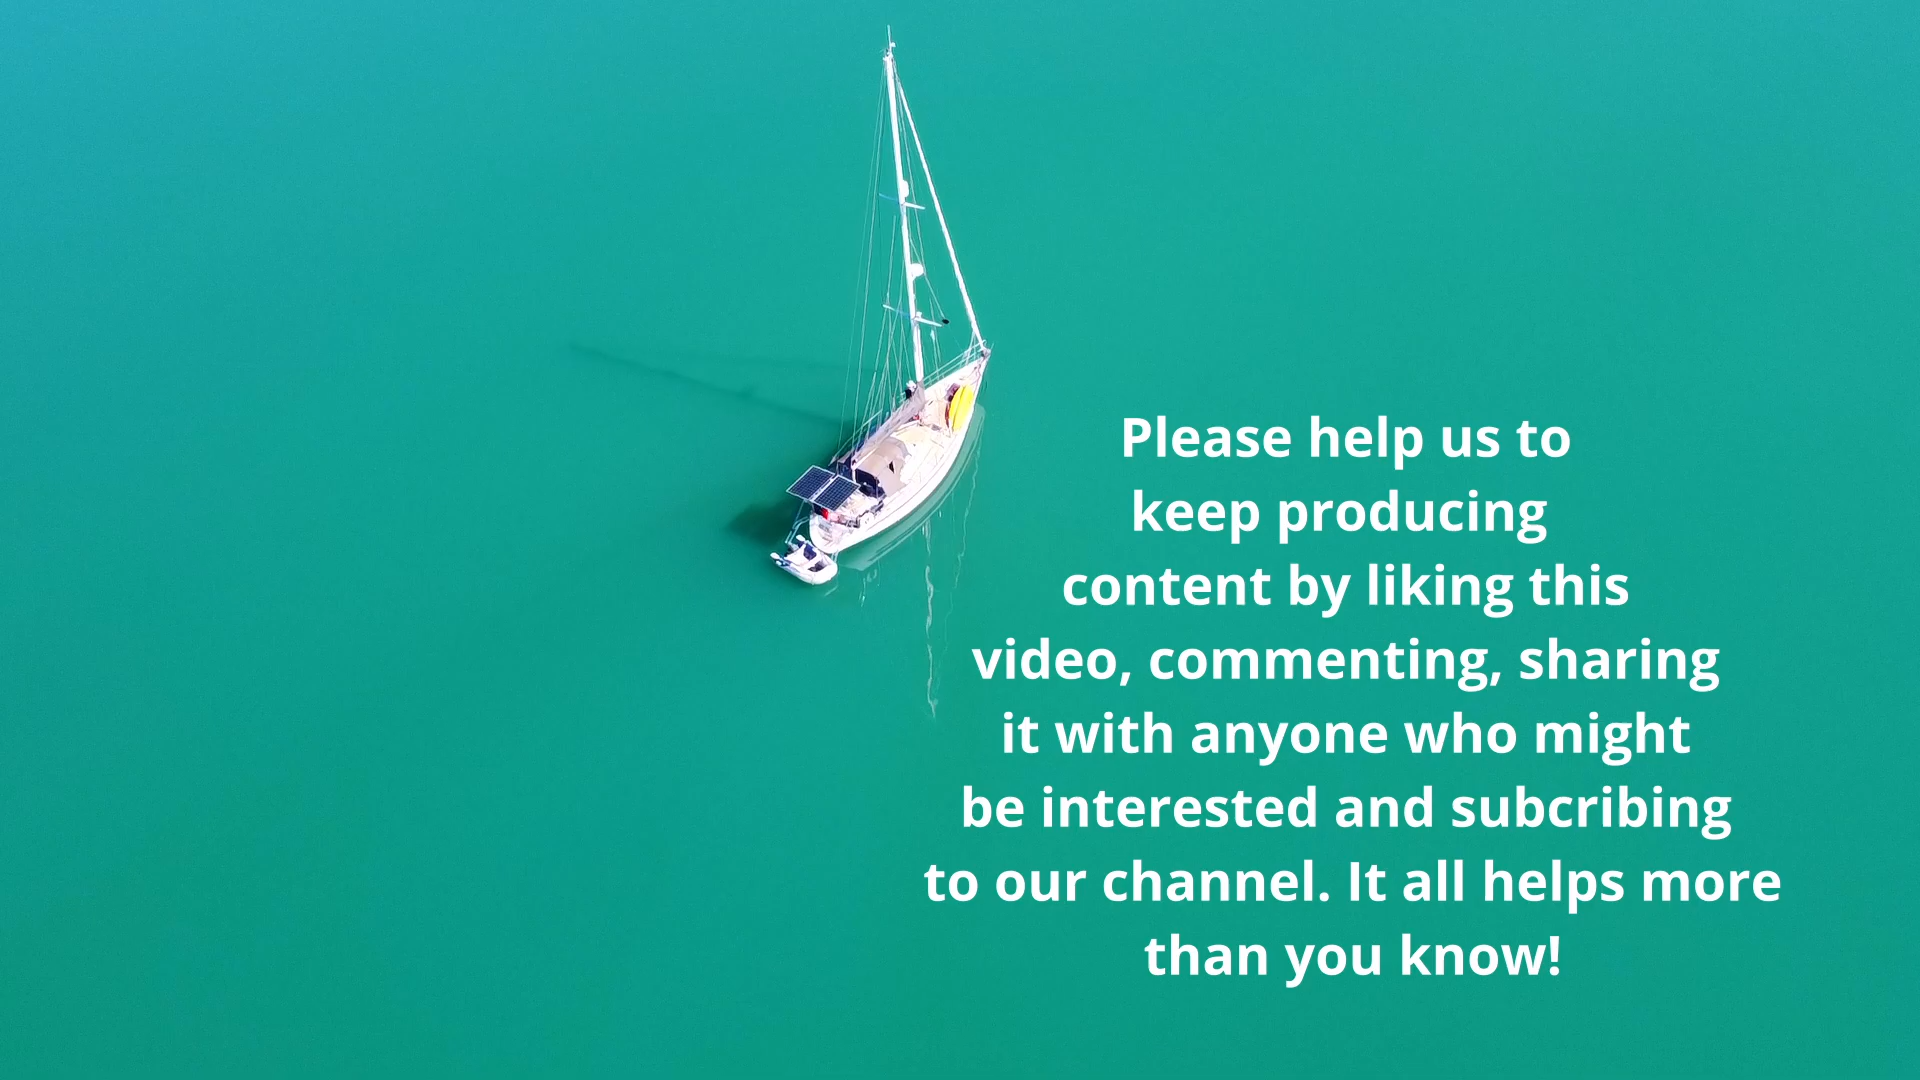 Please help us to
keep producing
content by liking this
video, commenting, sharing
it with anyone who might
be interested and subcribing
to our channel. It all helps more
than you know!